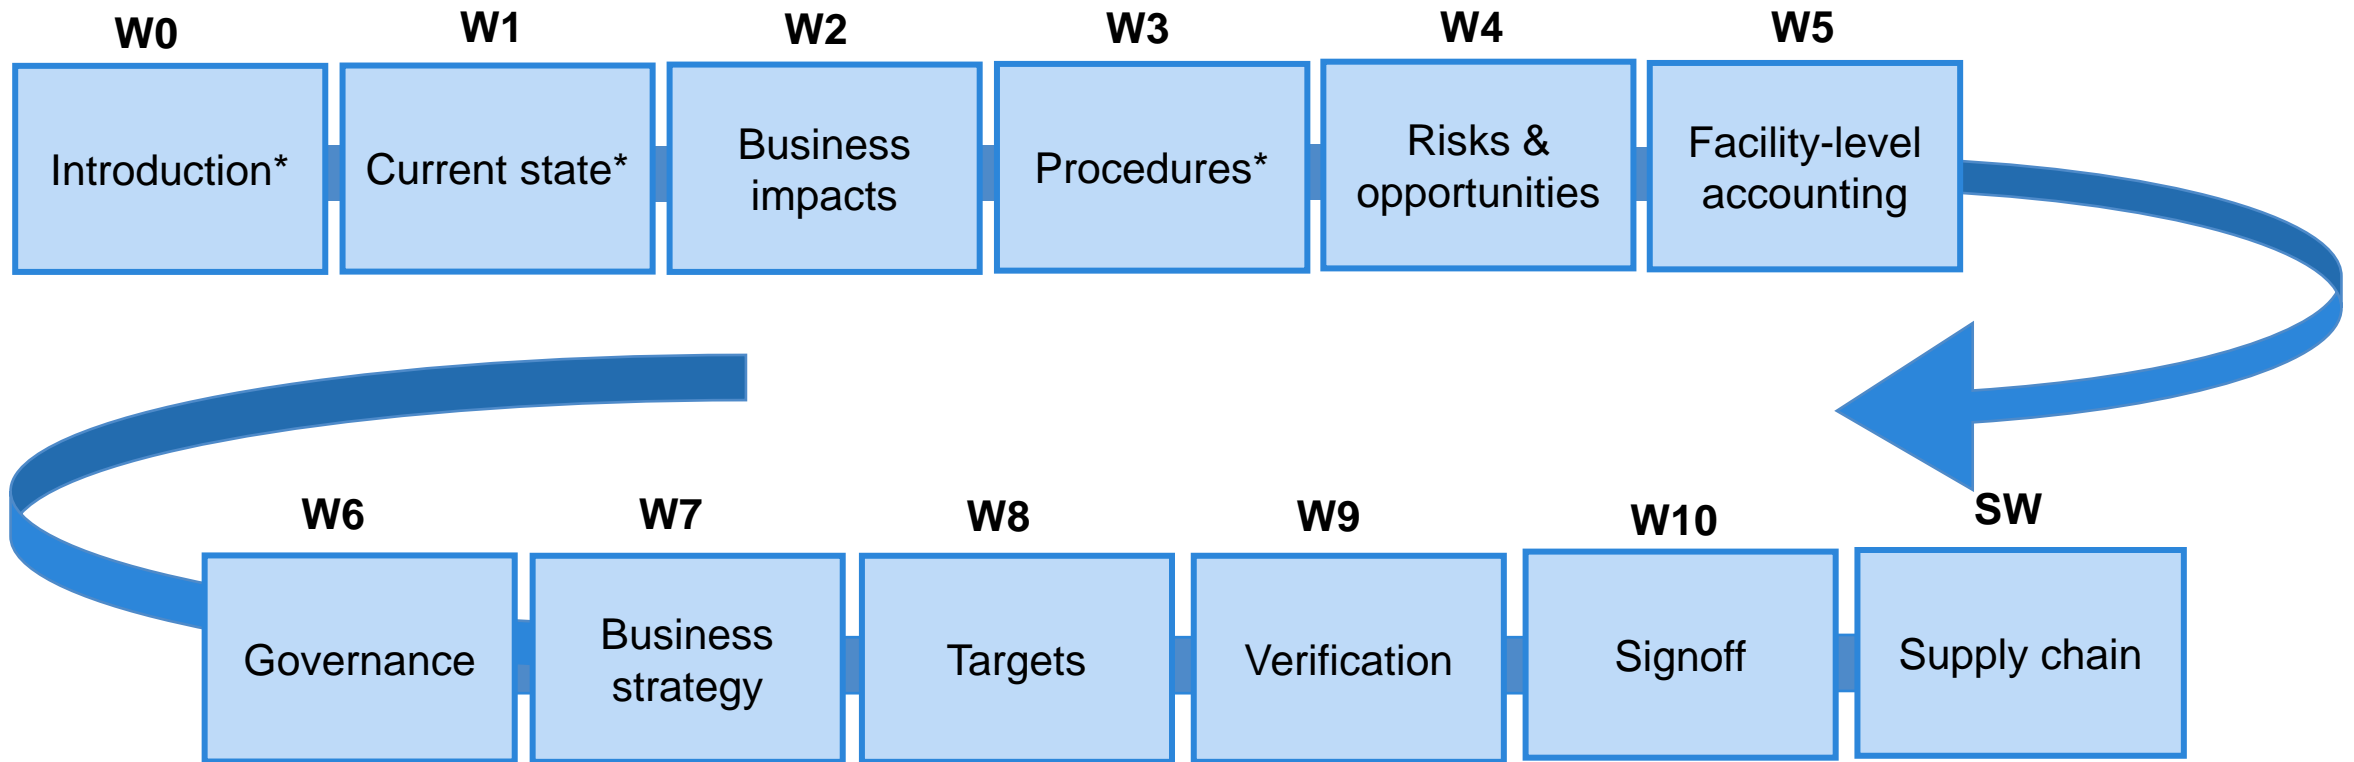 W0
W1
W2
W3
W4
W5
Introduction*
Current state*
Business
impacts
Procedures*
Risks &
opportunities
Facility-level
accounting
W6
W7
W8
W9
W10
SW
Governance
Business
strategy
Targets
Verification
Signoff
Supply chain